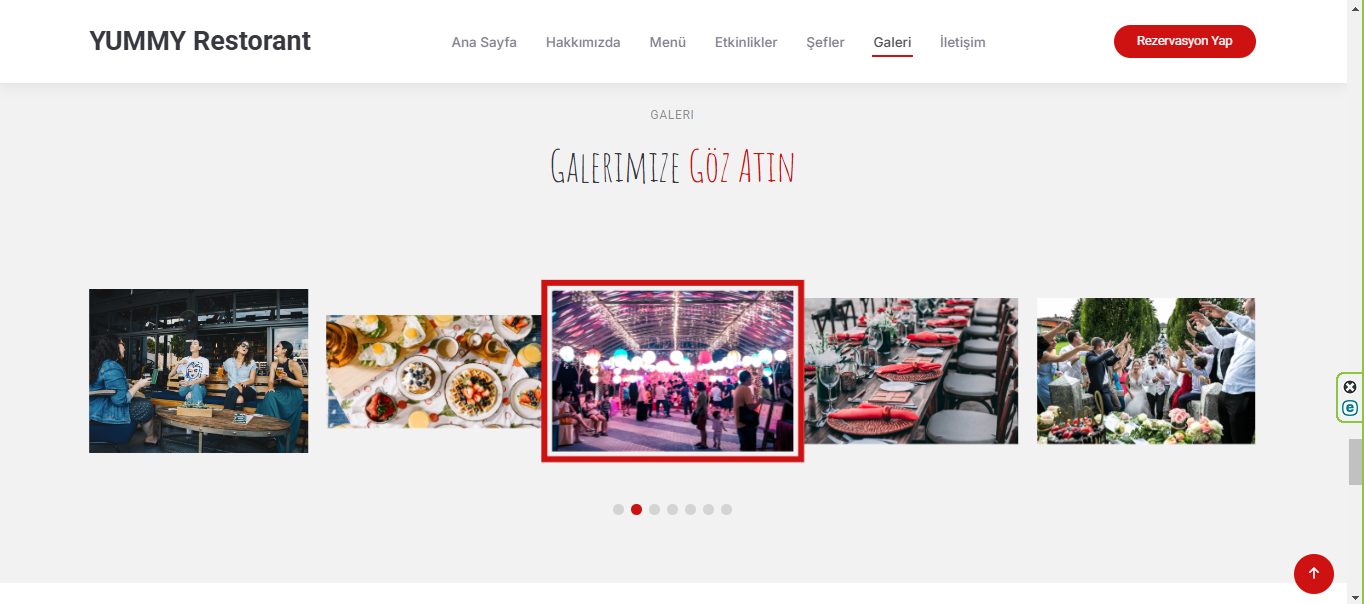 YUMMY Restorant
Ana Sayfa Hakkımızda Menü Etkinlikler Şefler Galeri İletişim
Rezervasyon Yap
GALERI
Galerimize Göz Atın
e